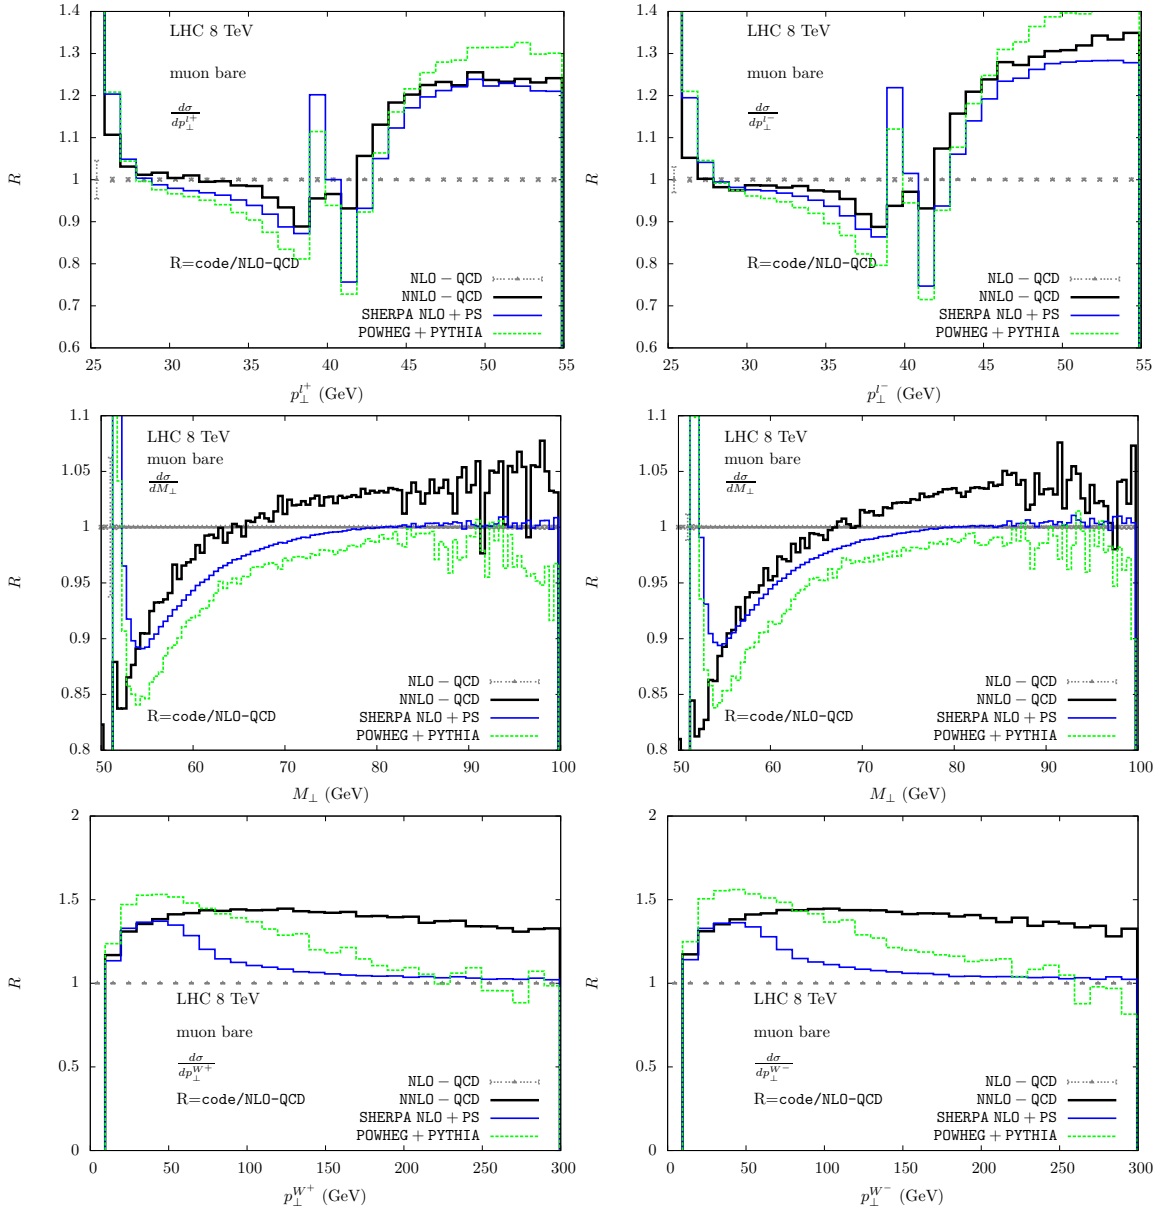 1.4
1.3
1.2
1.1
1
0.9
0.8
0.7
0.6
R
LHC 8 TeV
muon bare
dσ/dp⊥^{l+}
R=code/NLO-QCD
NLO − QCD
NNLO − QCD
SHERPA NLO + PS
POWHEG + PYTHIA
25 30 35 40 45 50 55
p⊥^{l+} (GeV)
1.4
1.3
1.2
1.1
1
0.9
0.8
0.7
0.6
R
LHC 8 TeV
muon bare
dσ/dp⊥^{l−}
R=code/NLO-QCD
NLO − QCD
NNLO − QCD
SHERPA NLO + PS
POWHEG + PYTHIA
25 30 35 40 45 50 55
p⊥^{l−} (GeV)
1.1
1.05
1
0.95
0.9
0.85
0.8
R
LHC 8 TeV
muon bare
dσ/dM⊥
R=code/NLO-QCD
NLO − QCD
NNLO − QCD
SHERPA NLO + PS
POWHEG + PYTHIA
50 60 70 80 90 100
M⊥ (GeV)
1.1
1.05
1
0.95
0.9
0.85
0.8
R
LHC 8 TeV
muon bare
dσ/dM⊥
R=code/NLO-QCD
NLO − QCD
NNLO − QCD
SHERPA NLO + PS
POWHEG + PYTHIA
50 60 70 80 90 100
M⊥ (GeV)
2
1.5
1
0.5
0
R
LHC 8 TeV
muon bare
dσ/dp⊥^{W+}
R=code/NLO-QCD
NLO − QCD
NNLO − QCD
SHERPA NLO + PS
POWHEG + PYTHIA
0 50 100 150 200 250 300
p⊥^{W+} (GeV)
2
1.5
1
0.5
0
R
LHC 8 TeV
muon bare
dσ/dp⊥^{W−}
R=code/NLO-QCD
NLO − QCD
NNLO − QCD
SHERPA NLO + PS
POWHEG + PYTHIA
0 50 100 150 200 250 300
p⊥^{W−} (GeV)